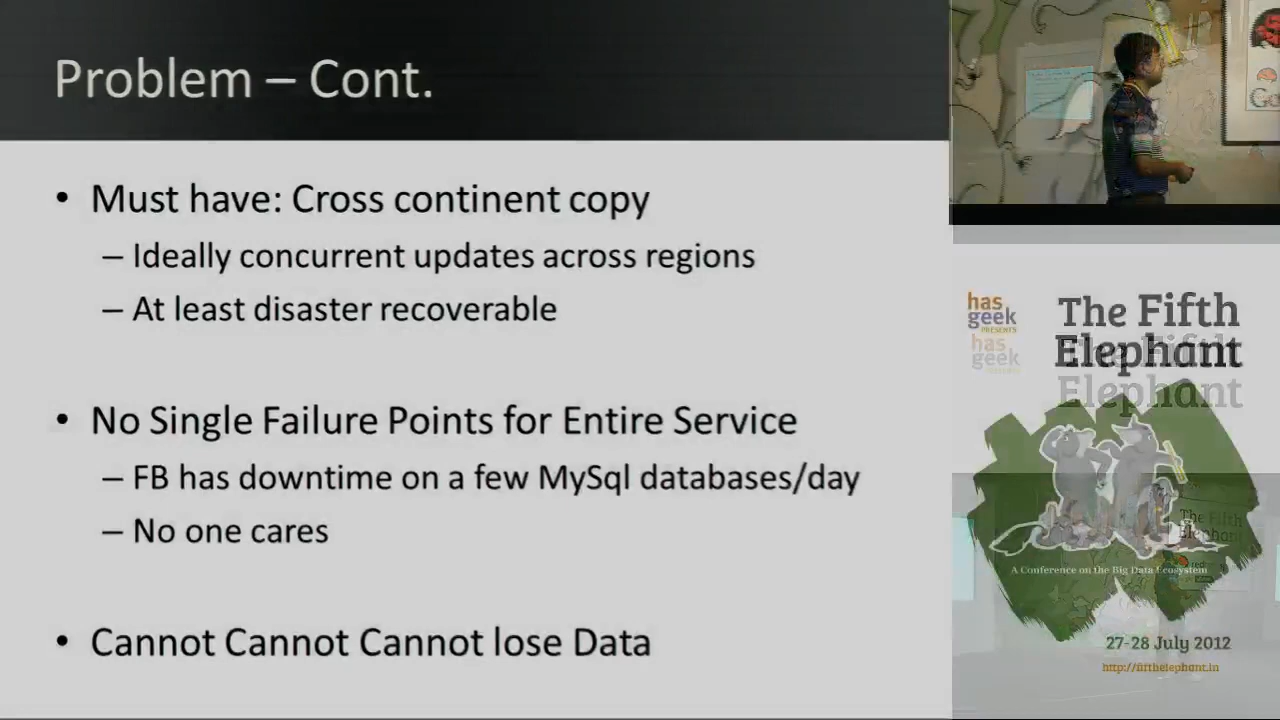 Problem – Cont.
• Must have: Cross continent copy
– Ideally concurrent updates across regions
– At least disaster recoverable
• No Single Failure Points for Entire Service
– FB has downtime on a few MySql databases/day
– No one cares
• Cannot Cannot Cannot lose Data
has
geek
PRESENTS
has
geek
The Fifth
Elephant
The Fifth
Elephant
The Fifth
Elephant
A Conference on the Big Data Ecosystem
27-28 July 2012
http://fifthelephant.in